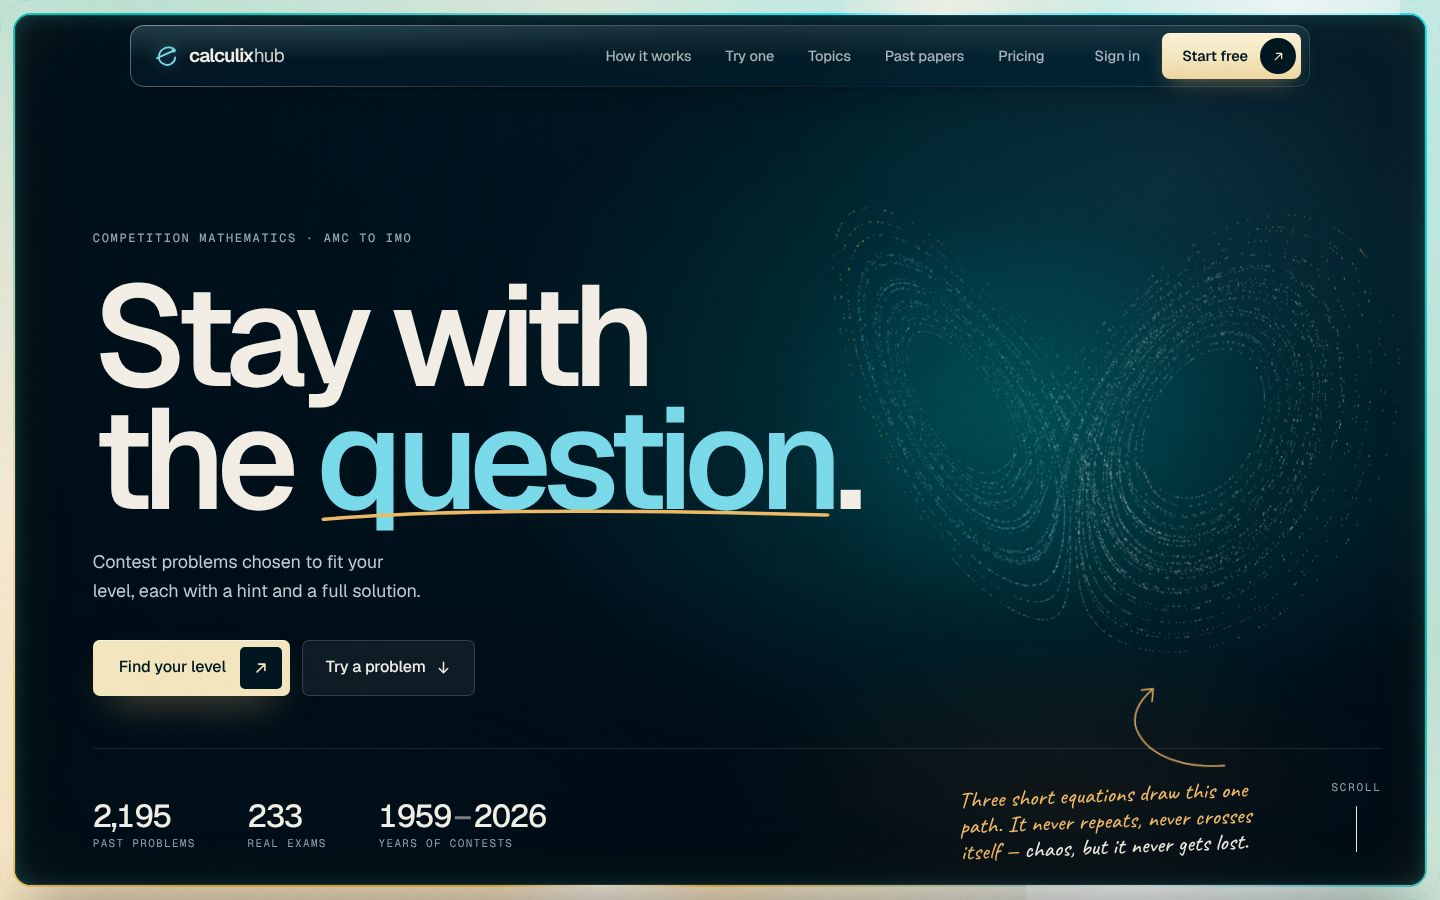 calculixhub
How it works
Try one
Topics
Past papers
Pricing
Sign in
Start free
COMPETITION MATHEMATICS · AMC TO IMO
Stay with
the question.
Contest problems chosen to fit your
level, each with a hint and a full solution.
Find your level
Try a problem ↓
2,195
PAST PROBLEMS
233
REAL EXAMS
1959–2026
YEARS OF CONTESTS
Three short equations draw this one
path. It never repeats, never crosses
itself – chaos, but it never gets lost.
SCROLL